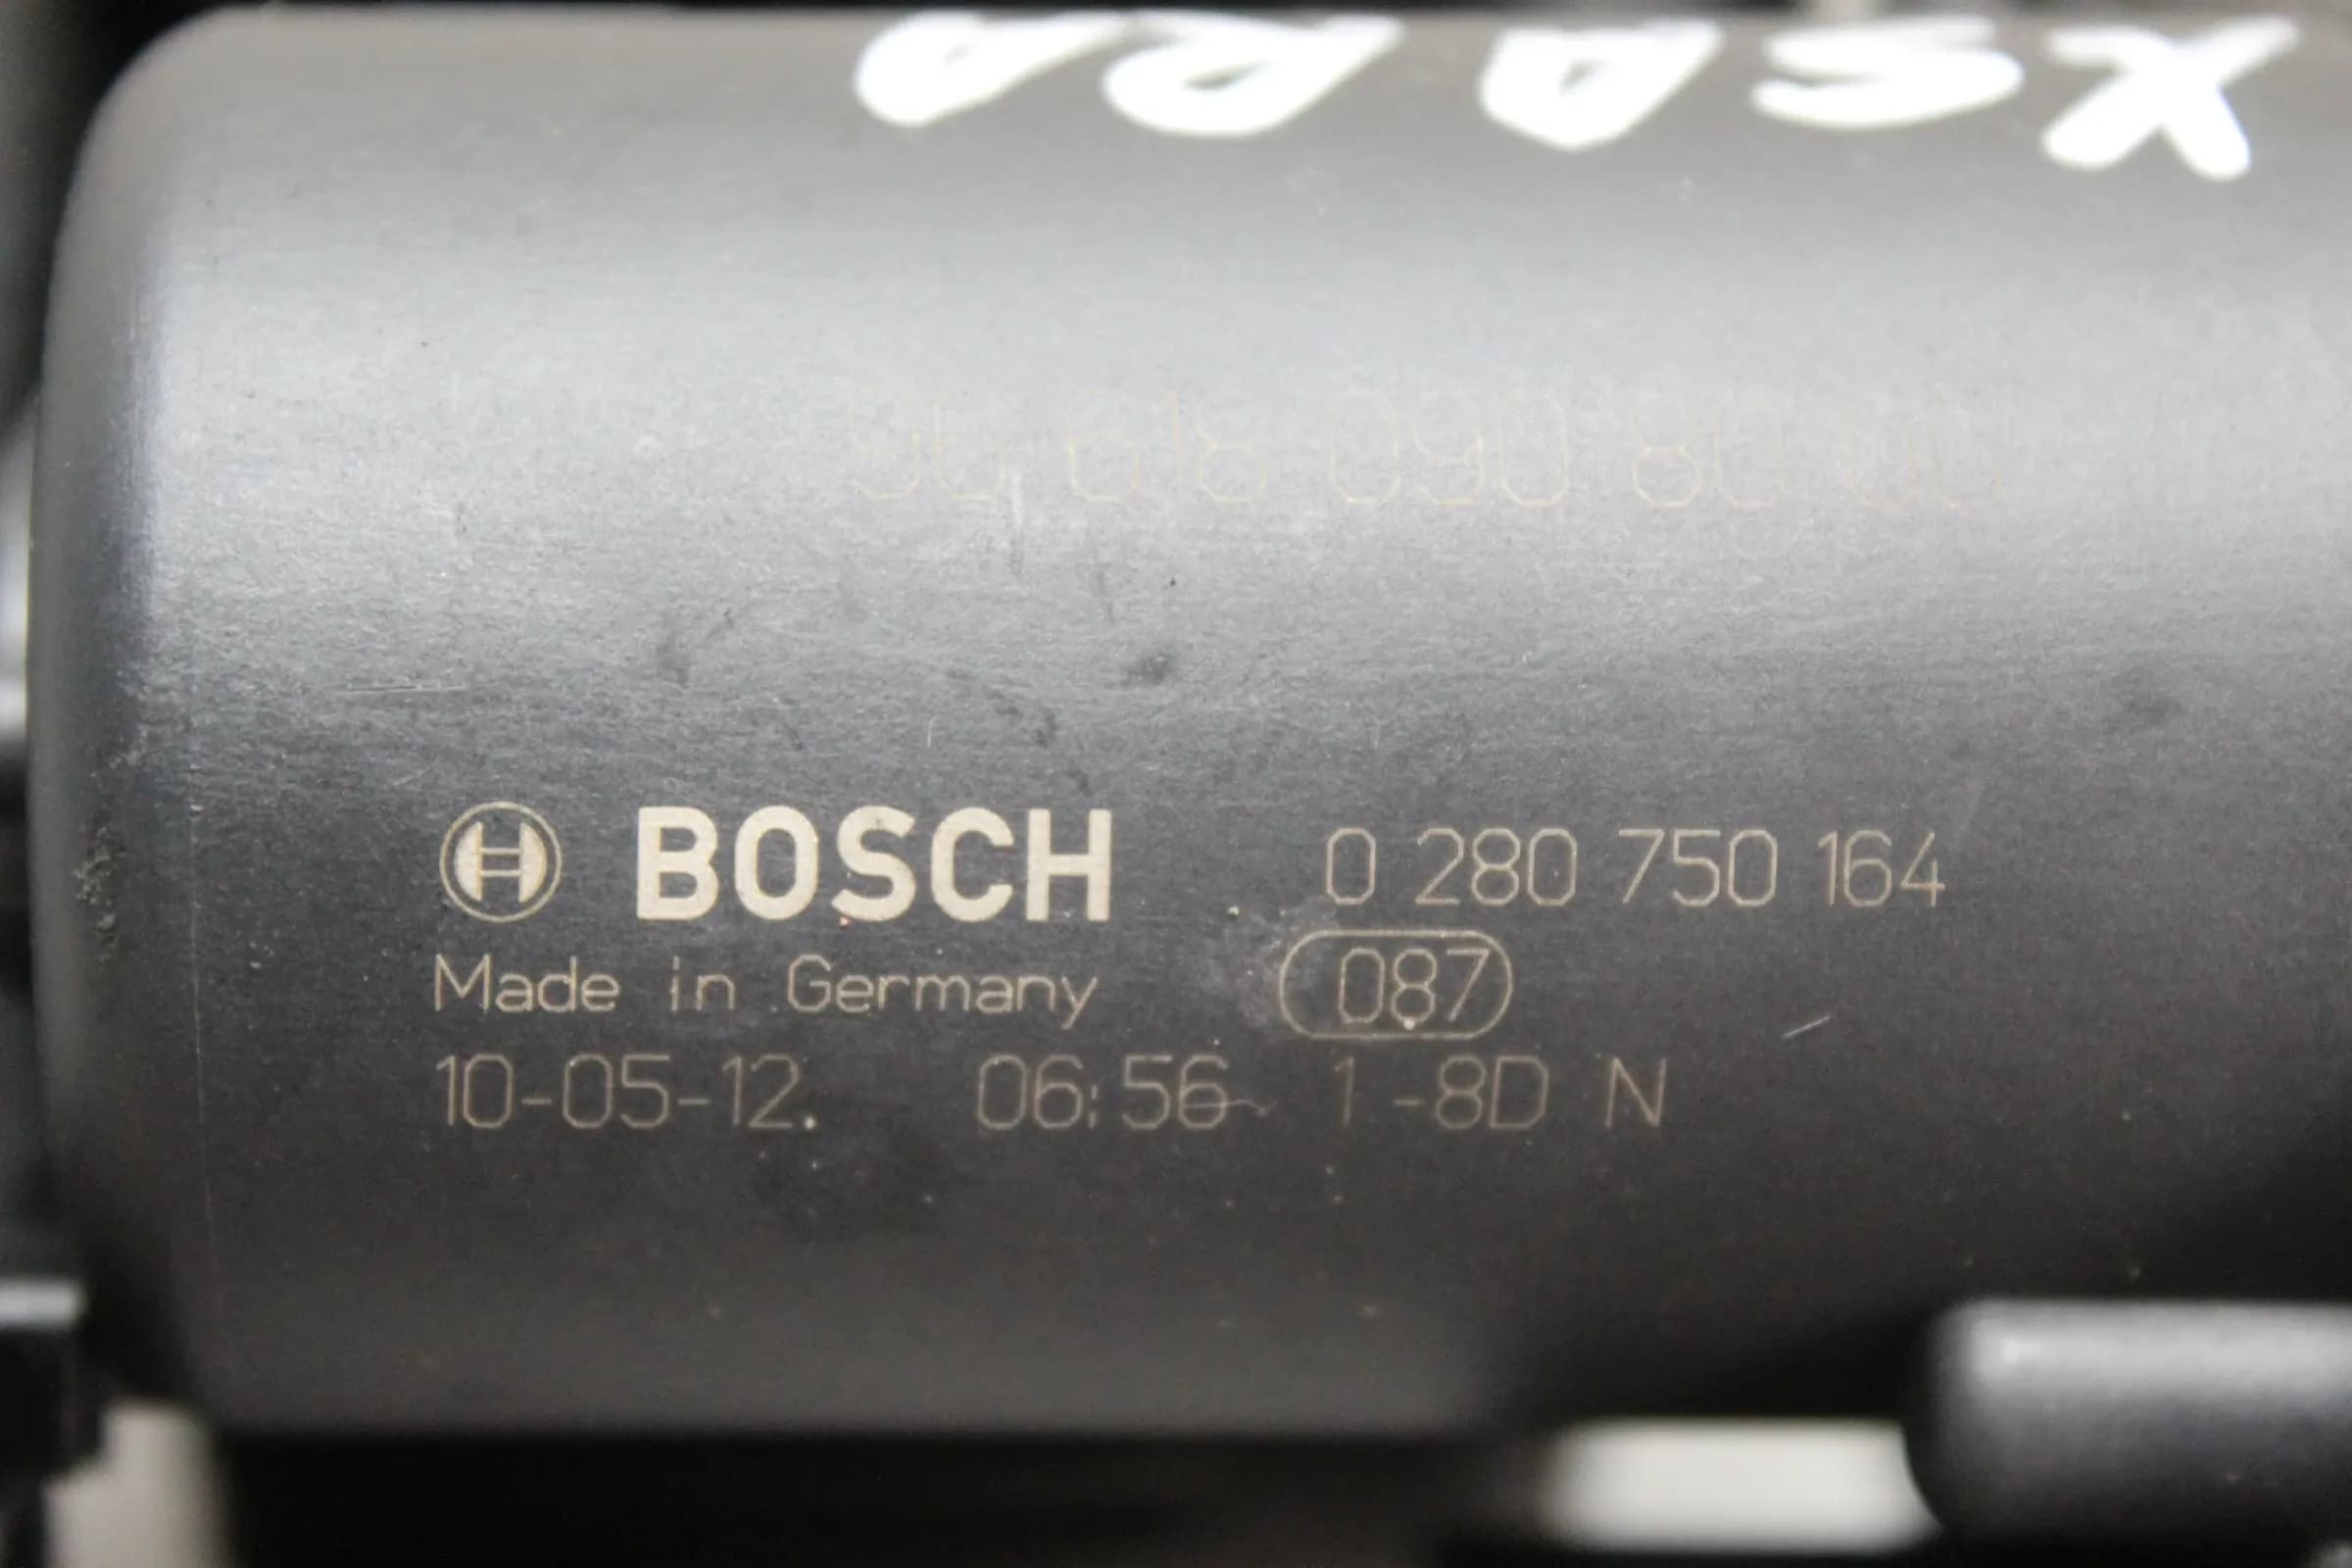 96 618 090 80 00
BOSCH 0 280 750 164
Made in Germany 087
10-05-12. 06:56 1-8D N